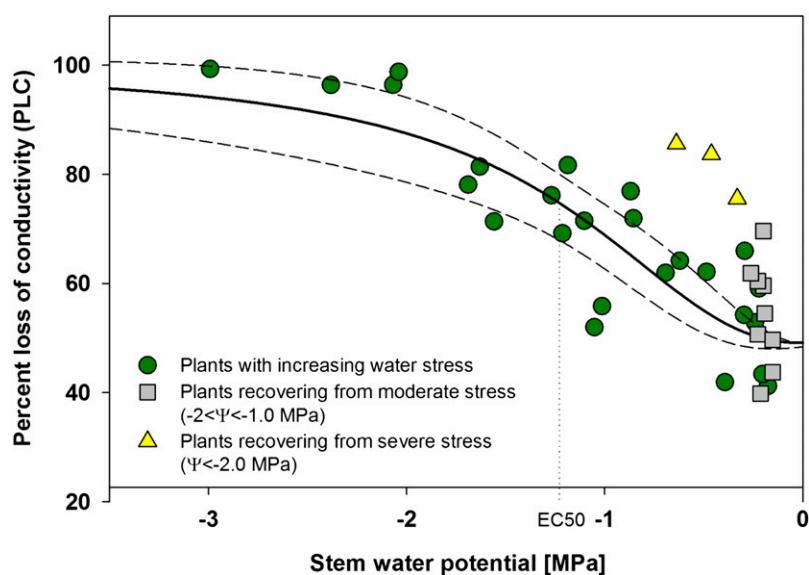 Percent loss of conductivity (PLC)
100
80
60
40
20
Plants with increasing water stress
Plants recovering from moderate stress
(-2<Ψ<-1.0 MPa)
Plants recovering from severe stress
(Ψ<-2.0 MPa)
-3
-2
EC50
-1
0
Stem water potential [MPa]